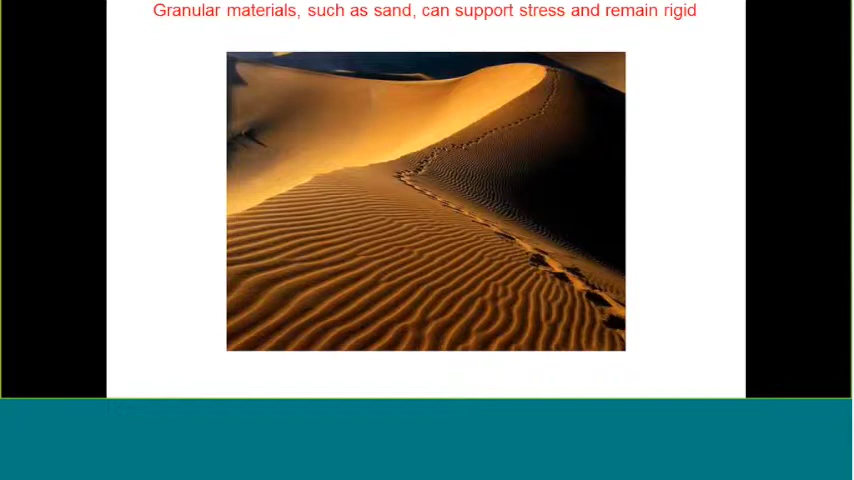 Granular materials, such as sand, can support stress and remain rigid